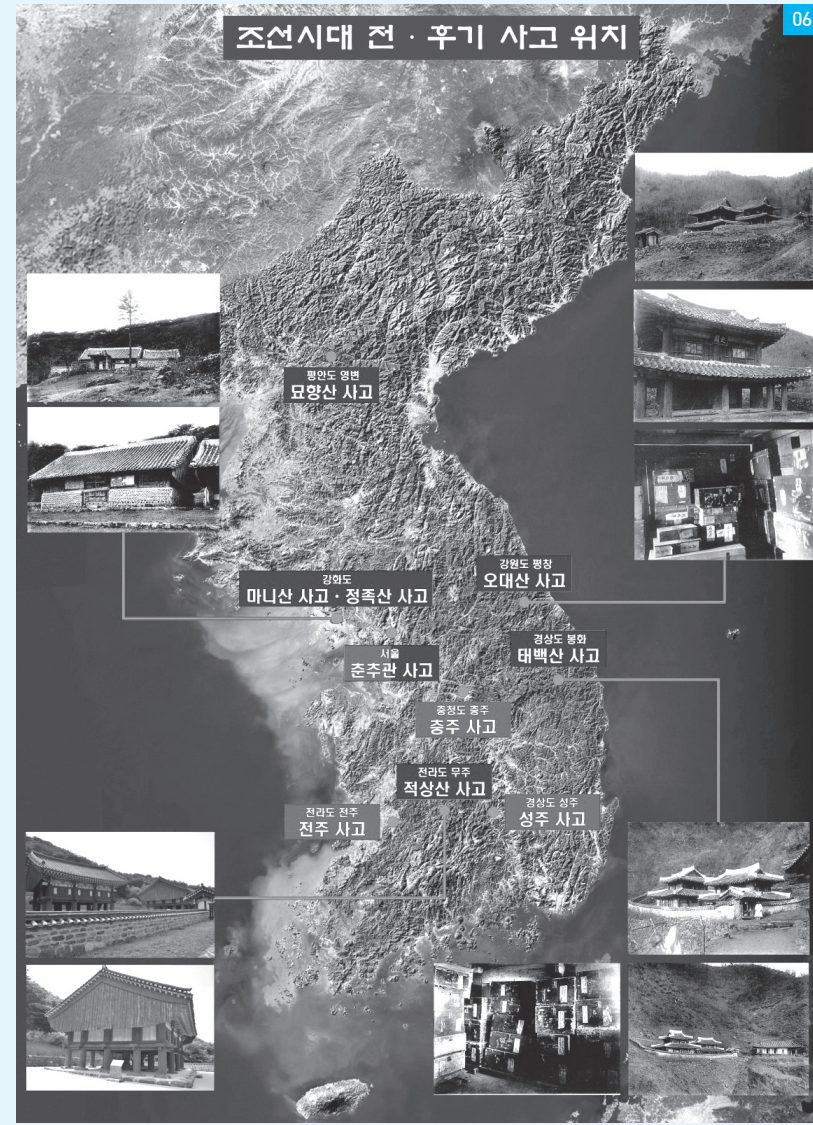 06
조선시대 전 · 후기 사고 위치
평안도 영변
묘향산 사고
강원도 평창
오대산 사고
강화도
마니산 사고 · 정족산 사고
경상도 봉화
태백산 사고
서울
춘추관 사고
충청도 충주
충주 사고
전라도 무주
적상산 사고
경상도 성주
성주 사고
전라도 전주
전주 사고